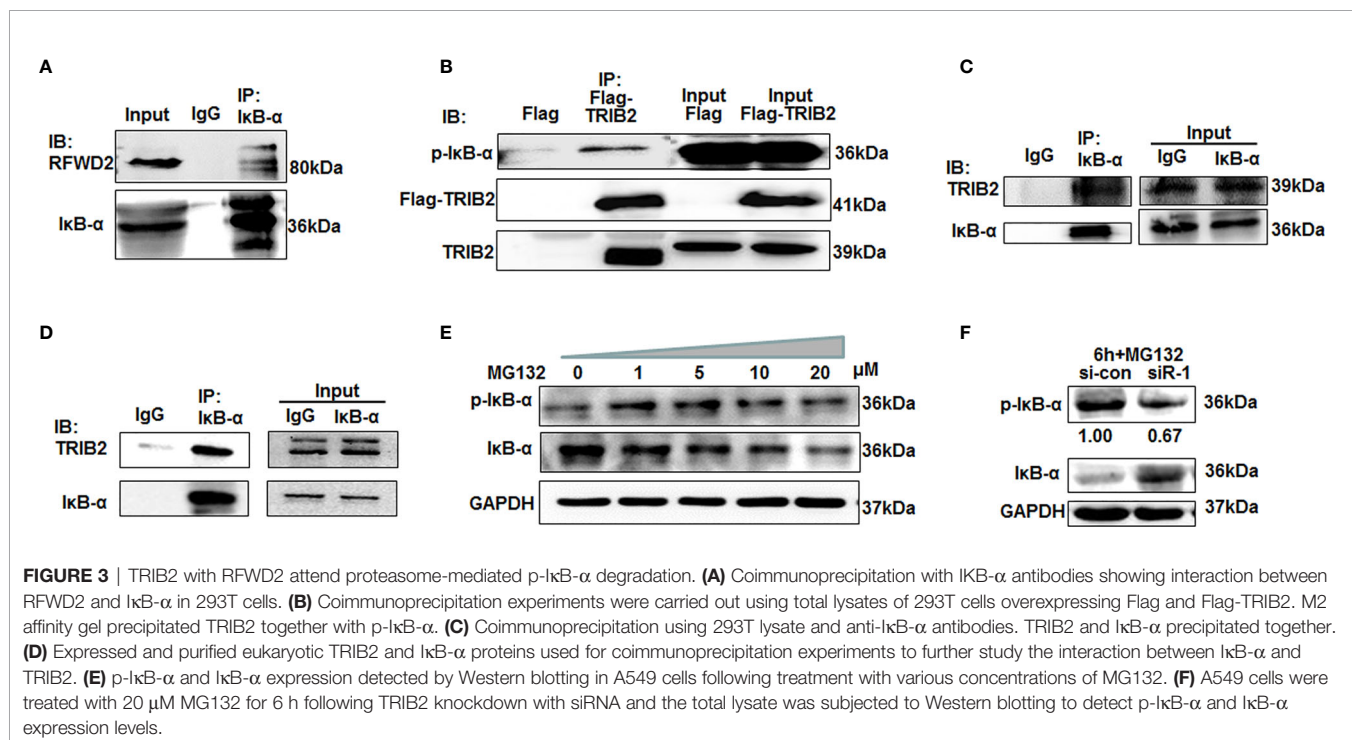 A
Input IgG IP: IκB-α
IB:
RFWD2 80kDa
IκB-α 36kDa
B
IB: Flag IP: Flag-TRIB2 Input Flag Input Flag-TRIB2
p-IκB-α 36kDa
Flag-TRIB2 41kDa
TRIB2 39kDa
C
Input
IB: IgG IP: IκB-α IgG IκB-α
TRIB2 39kDa
IκB-α 36kDa
D
Input
IB: IgG IP: IκB-α IgG IκB-α
TRIB2
IκB-α
E
MG132 0 1 5 10 20 μM
p-IκB-α 36kDa
IκB-α 36kDa
GAPDH 37kDa
F
6h+MG132
si-con siR-1
p-IκB-α 36kDa
1.00 0.67
IκB-α 36kDa
GAPDH 37kDa
FIGURE 3 | TRIB2 with RFWD2 attend proteasome-mediated p-IκB-α degradation. (A) Coimmunoprecipitation with IKB-α antibodies showing interaction between
RFWD2 and IκB-α in 293T cells. (B) Coimmunoprecipitation experiments were carried out using total lysates of 293T cells overexpressing Flag and Flag-TRIB2. M2
affinity gel precipitated TRIB2 together with p-IκB-α. (C) Coimmunoprecipitation using 293T lysate and anti-IκB-α antibodies. TRIB2 and IκB-α precipitated together.
(D) Expressed and purified eukaryotic TRIB2 and IκB-α proteins used for coimmunoprecipitation experiments to further study the interaction between IκB-α and
TRIB2. (E) p-IκB-α and IκB-α expression detected by Western blotting in A549 cells following treatment with various concentrations of MG132. (F) A549 cells were
treated with 20 μM MG132 for 6 h following TRIB2 knockdown with siRNA and the total lysate was subjected to Western blotting to detect p-IκB-α and IκB-α
expression levels.